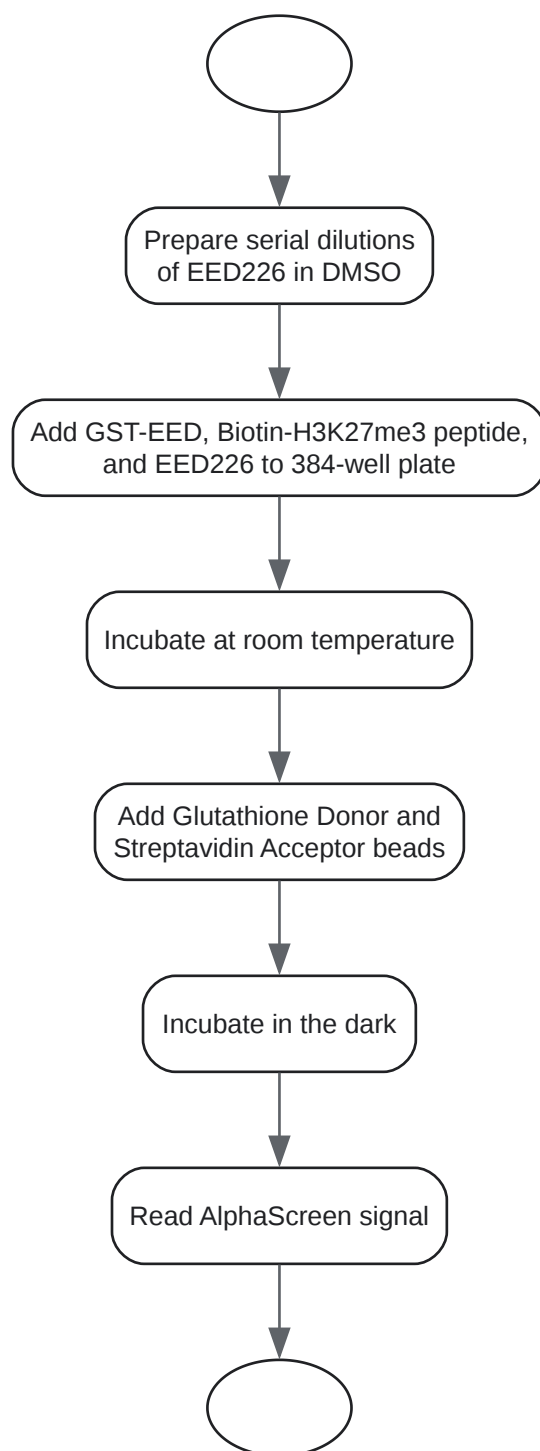 Prepare serial dilutions
of EED226 in DMSO
Add GST-EED, Biotin-H3K27me3 peptide,
and EED226 to 384-well plate
Incubate at room temperature
Add Glutathione Donor and
Streptavidin Acceptor beads
Incubate in the dark
Read AlphaScreen signal